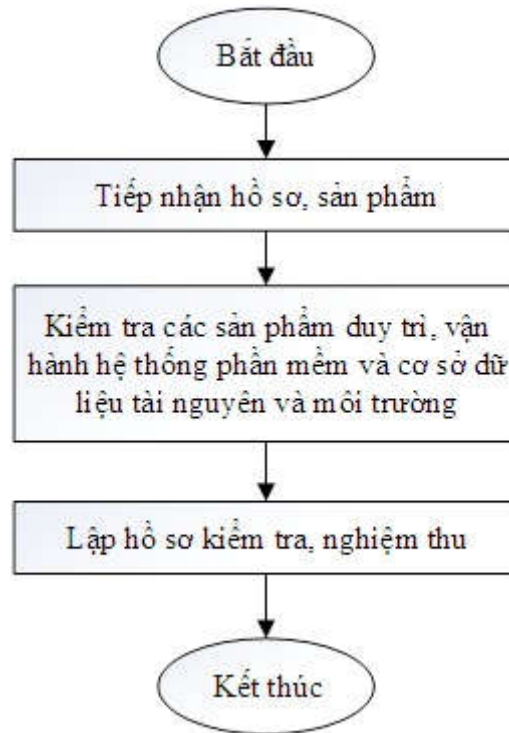 Bắt đầu
Tiếp nhận hồ sơ, sản phẩm
Kiểm tra các sản phẩm duy trì, vận
hành hệ thống phần mềm và cơ sở dữ
liệu tài nguyên và môi trường
Lập hồ sơ kiểm tra, nghiệm thu
Kết thúc